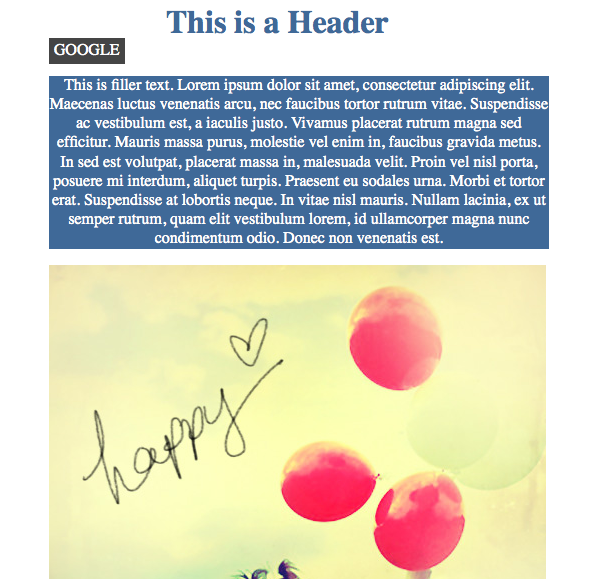 This is a Header
GOOGLE
This is filler text. Lorem ipsum dolor sit amet, consectetur adipiscing elit.
Maecenas luctus venenatis arcu, nec faucibus tortor rutrum vitae. Suspendisse
ac vestibulum est, a iaculis justo. Vivamus placerat rutrum magna sed
efficitur. Mauris massa purus, molestie vel enim in, faucibus gravida metus.
In sed est volutpat, placerat massa in, malesuada velit. Proin vel nisl porta,
posuere mi interdum, aliquet turpis. Praesent eu sodales urna. Morbi et tortor
erat. Suspendisse at lobortis neque. In vitae nisl mauris. Nullam lacinia, ex ut
semper rutrum, quam elit vestibulum lorem, id ullamcorper magna nunc
condimentum odio. Donec non venenatis est.
happy